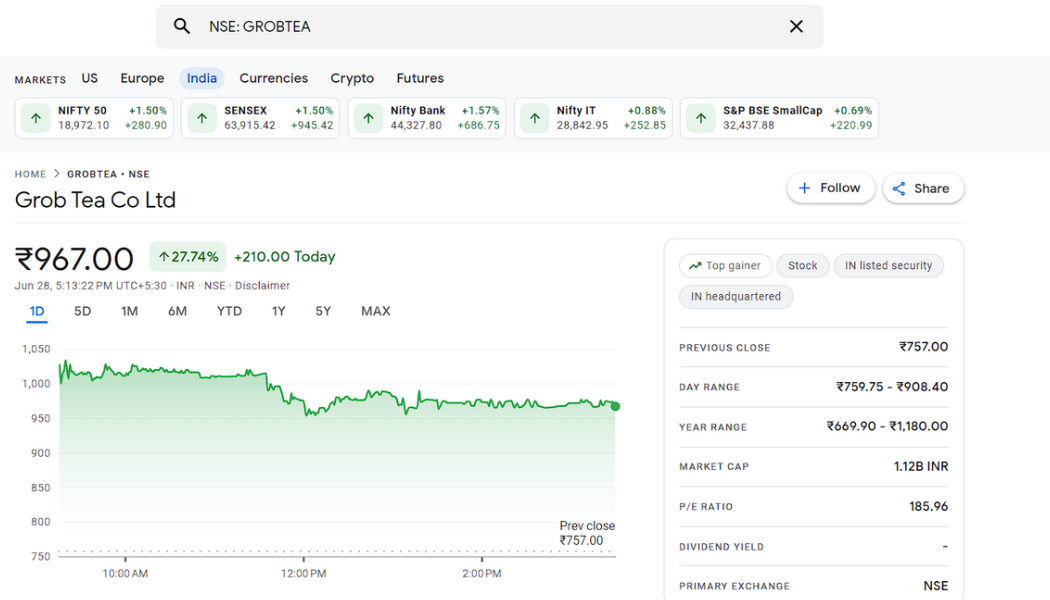 NSE: GROBTEA
MARKETS US Europe India Currencies Crypto Futures
NIFTY 50 +1.50%
18,972.10 +280.90
SENSEX +1.50%
63,915.42 +945.42
Nifty Bank +1.57%
44,327.80 +686.75
Nifty IT +0.88%
28,842.95 +252.85
S&P BSE SmallCap +0.69%
32,437.88 +220.99
HOME > GROBTEA • NSE
Grob Tea Co Ltd
+ Follow
Share
₹967.00 ↑27.74% +210.00 Today
Jun 28, 5:13:22 PM UTC+5:30 · INR · NSE · Disclaimer
1D 5D 1M 6M YTD 1Y 5Y MAX
1,050
1,000
950
900
850
800
750
Prev close
₹757.00
10:00 AM 12:00 PM 2:00 PM
Top gainer Stock IN listed security
IN headquartered
PREVIOUS CLOSE ₹757.00
DAY RANGE ₹759.75 - ₹908.40
YEAR RANGE ₹669.90 - ₹1,180.00
MARKET CAP 1.12B INR
P/E RATIO 185.96
DIVIDEND YIELD -
PRIMARY EXCHANGE NSE